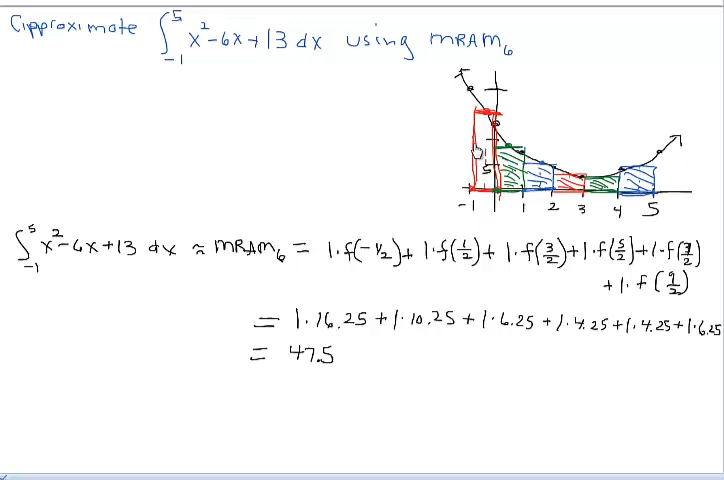 approximate ∫₋₁⁵ x²-6x+13 dx using MRAM₆
5
-1 1 2 3 4 5
∫₋₁⁵ x²-6x+13 dx ≈ MRAM₆ = 1·f(-1/2)+1·f(1/2)+1·f(3/2)+1·f(5/2)+1·f(7/2)
+1·f(9/2)
= 1·16.25+1·10.25+1·6.25+1·4.25+1·4.25+1·6.25
= 47.5